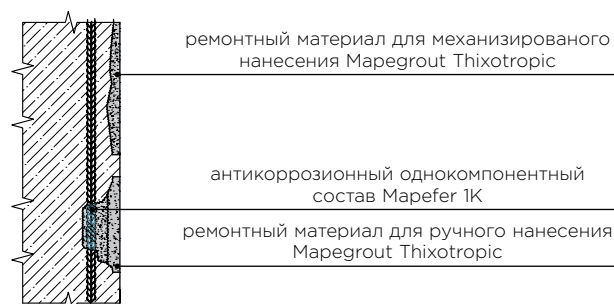 ремонтный материал для механизированого
нанесения Mapegrout Thixotropic
антикоррозионный однокомпонентный
состав Mapefer 1K
ремонтный материал для ручного нанесения
Mapegrout Thixotropic